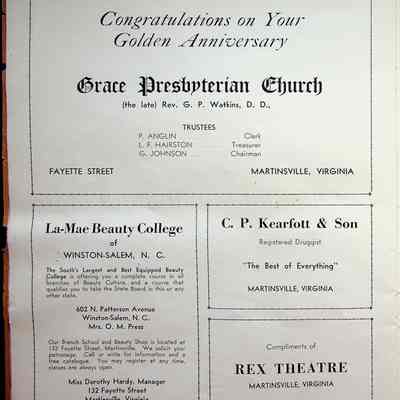 Congratulations on Your
Golden Anniversary
Grace Presbyterian Church
(the late) Rev. G. P. Watkins, D. D.,
TRUSTEES
P. ANGLIN Clerk
L. F. HAIRSTON Treasurer
G. JOHNSON Chairman
FAYETTE STREET MARTINSVILLE, VIRGINIA
La-Mae Beauty College
of
WINSTON-SALEM, N. C.
The South's Largest and Best Equipped Beauty
College is offering you a complete course in all
branches of Beauty Culture, and a course that
qualifies you to take the State Board in this or any
other state.
602 N. Patterson Avenue
Winston-Salem, N. C.
Mrs. O. M. Press
Our French School and Beauty Shop is located at
132 Fayette Street, Martinsville. We solicit your
patronage. Call or write for information and a
free catalogue. You may register at any time,
classes are always open.
Miss Dorothy Hardy, Manager
132 Fayette Street
Martinsville, Virginia
C. P. Kearfott & Son
Registered Druggist
"The Best of Everything"
MARTINSVILLE, VIRGINIA
Compliments of
REX THEATRE
MARTINSVILLE, VIRGINIA